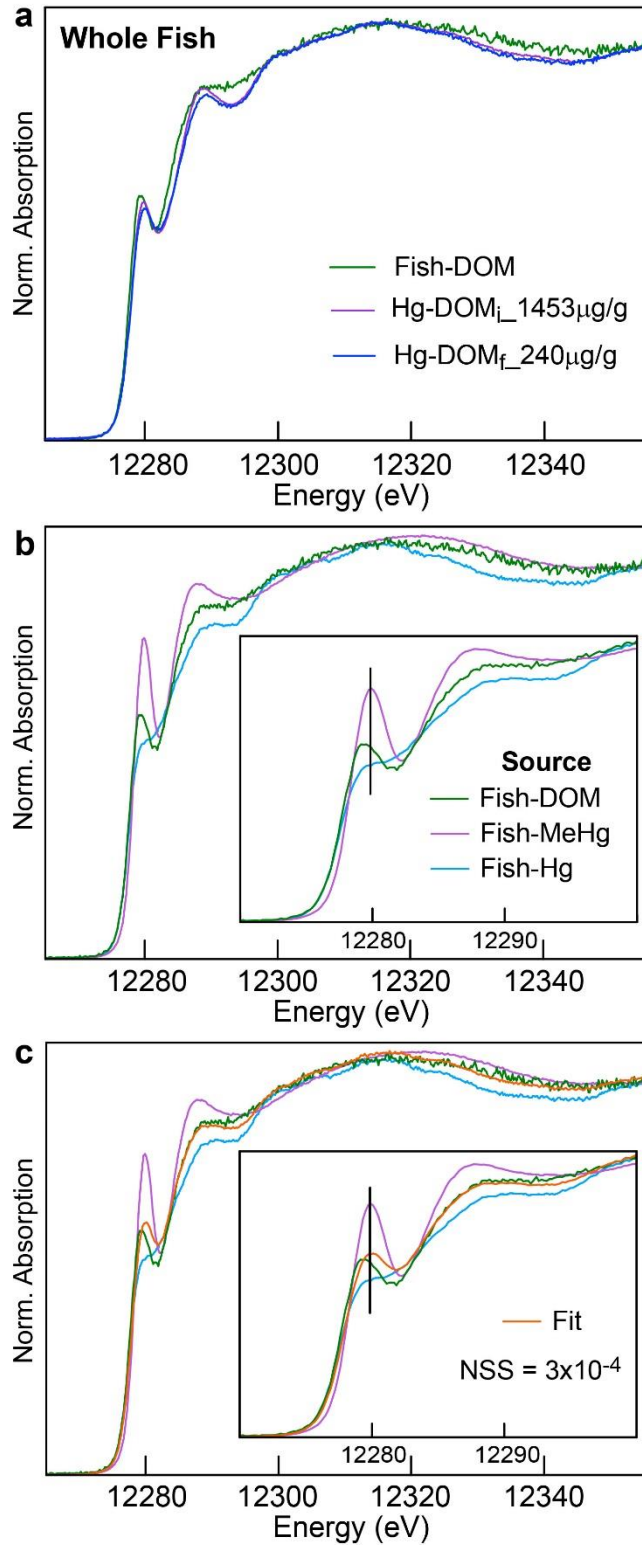 a
Whole Fish
Norm. Absorption
Fish-DOM
Hg-DOMi_1453μg/g
Hg-DOMf_240μg/g
12280 12300 12320 12340
Energy (eV)
b
Norm. Absorption
Source
Fish-DOM
Fish-MeHg
Fish-Hg
12280 12290
12280 12300 12320 12340
Energy (eV)
c
Norm. Absorption
Fit
NSS = 3x10-4
12280 12290
12280 12300 12320 12340
Energy (eV)